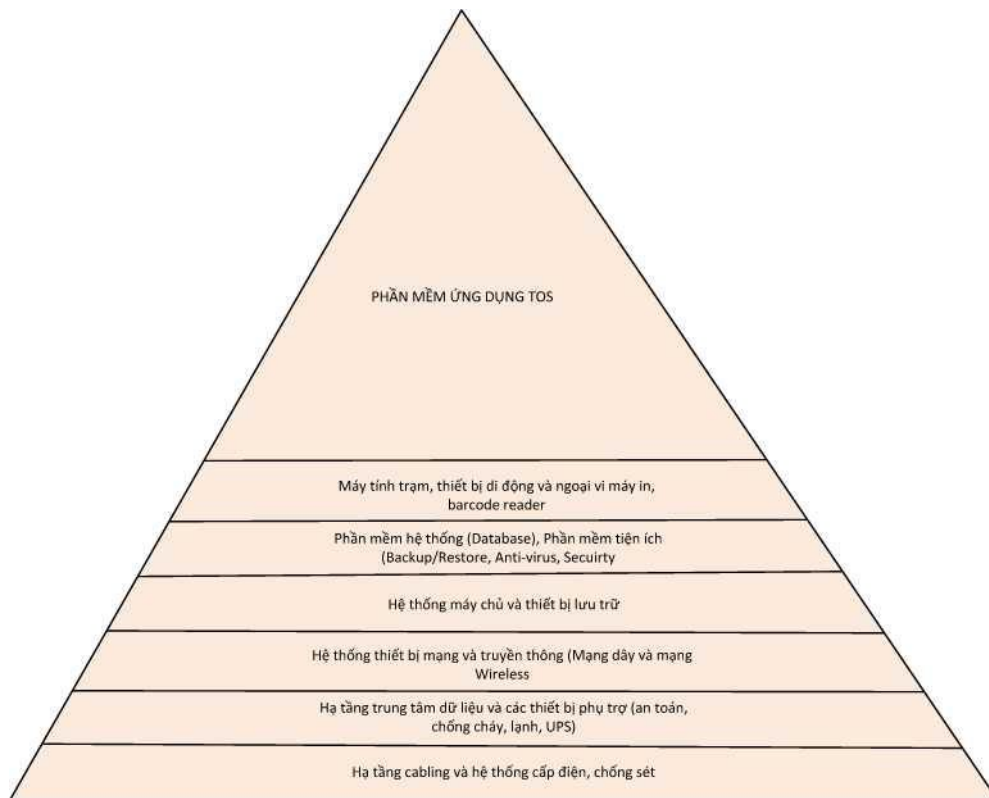 PHẦN MỀM ỨNG DỤNG TOS
Máy tính trạm, thiết bị di động và ngoại vi máy in,
barcode reader
Phần mềm hệ thống (Database), Phần mềm tiện ích
(Backup/Restore, Anti-virus, Secuirty
Hệ thống máy chủ và thiết bị lưu trữ
Hệ thống thiết bị mạng và truyền thông (Mạng dây và mạng
Wireless
Hạ tầng trung tâm dữ liệu và các thiết bị phụ trợ (an toán,
chống cháy, lạnh, UPS)
Hạ tầng cabling và hệ thống cấp điện, chống sét